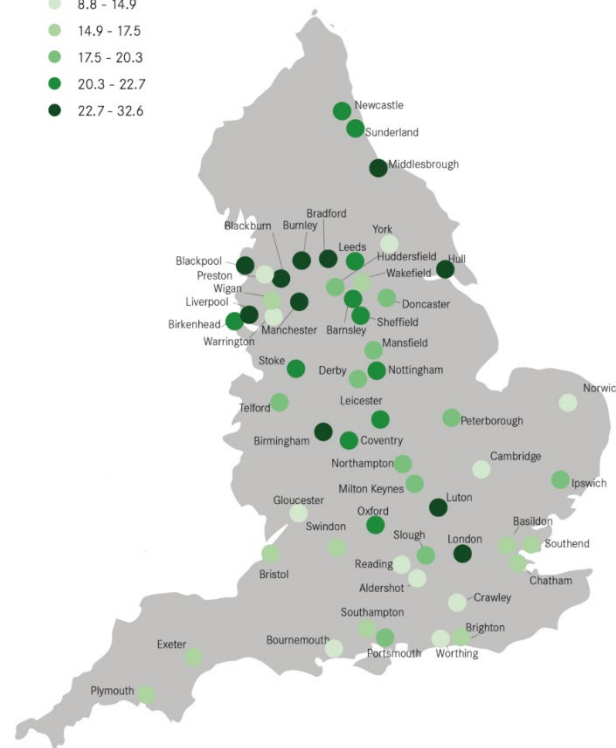 8.8 - 14.9
14.9 - 17.5
17.5 - 20.3
20.3 - 22.7
22.7 - 32.6
Newcastle
Sunderland
Middlesbrough
Bradford
Burnley
Blackburn
York
Leeds
Huddersfield
Hull
Blackpool
Preston
Wakefield
Wigan
Liverpool
Doncaster
Birkenhead
Manchester
Barnsley
Sheffield
Warrington
Mansfield
Stoke
Derby
Nottingham
Norwic
Telford
Leicester
Peterborough
Birmingham
Coventry
Cambridge
Northampton
Ipswich
Milton Keynes
Luton
Gloucester
Oxford
Basildon
Swindon
Slough
London
Southend
Bristol
Reading
Chatham
Aldershot
Crawley
Southampton
Brighton
Exeter
Bournemouth
Portsmouth
Worthing
Plymouth